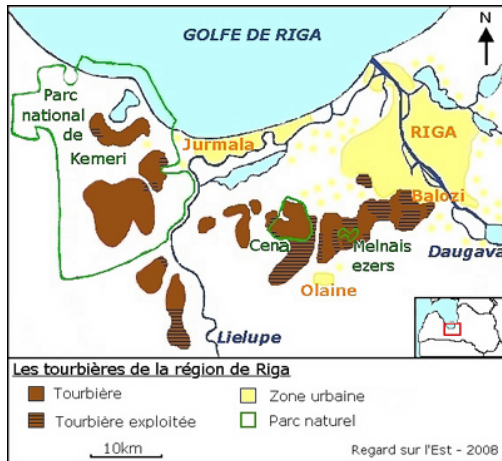 GOLFE DE RIGA
N
Parc
national de
Kemeri
Jurmala
RIGA
Balozi
Cena
Melnais
ezers
Daugava
Olaine
Lielupe
Les tourbières de la région de Riga
Tourbière
Zone urbaine
Tourbière exploitée
Parc naturel
10km
Regard sur l'Est - 2008